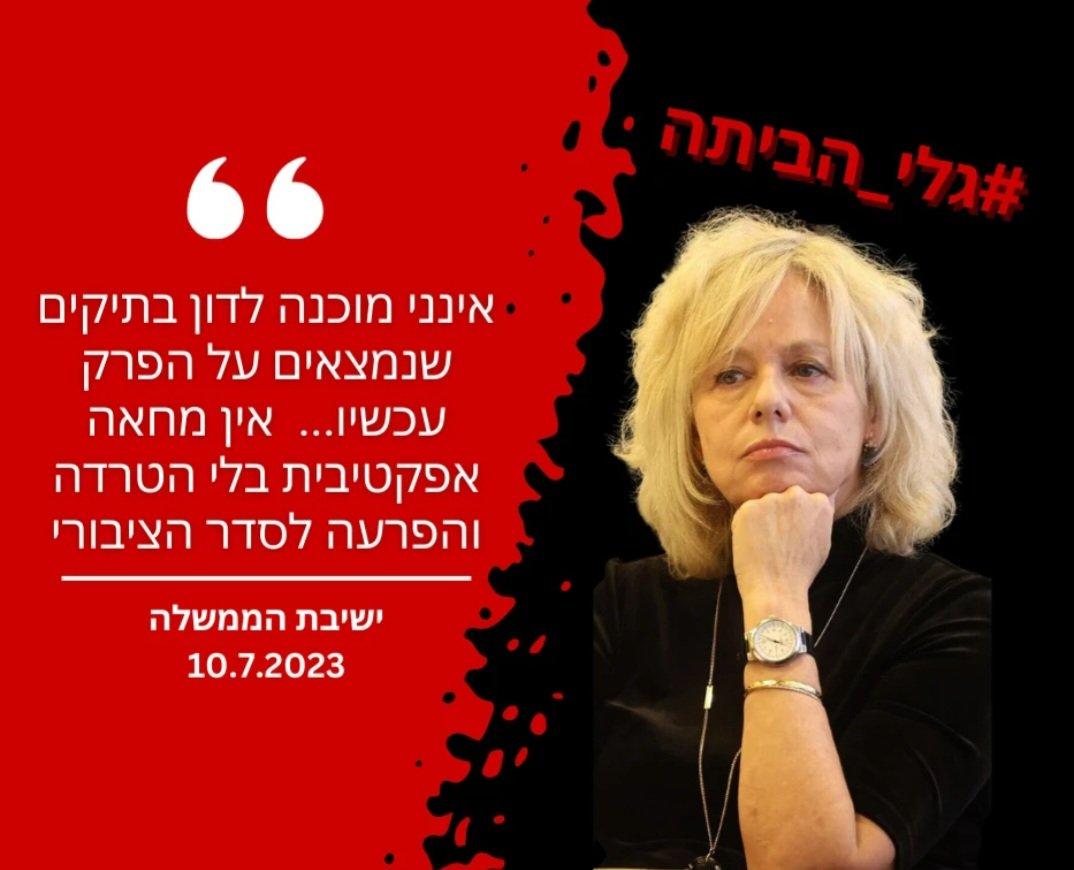 #גלי_הביתה
אינני מוכנה לדון בתיקים
שנמצאים על הפרק
עכשיו... אין מחאה
אפקטיבית בלי הטרדה
והפרעה לסדר הציבורי
ישיבת הממשלה
10.7.2023